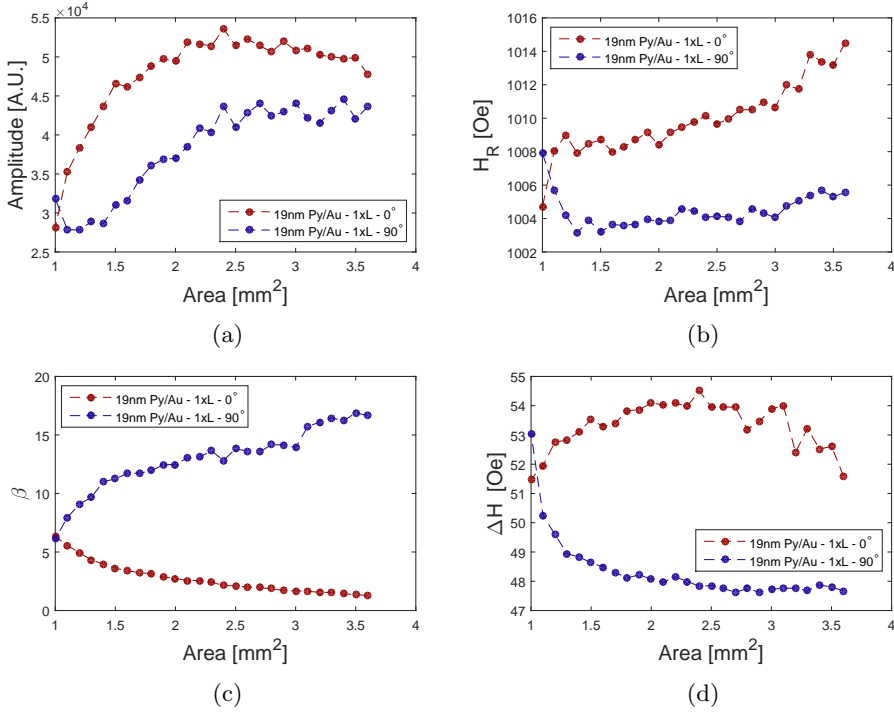 ×10⁴
5.5
5
4.5
4
3.5
3
2.5
Amplitude [A.U.]
19nm Py/Au - 1xL - 0°
19nm Py/Au - 1xL - 90°
1 1.5 2 2.5 3 3.5 4
Area [mm²]
(a)
1016
1014
1012
1010
1008
1006
1004
1002
H_R [Oe]
19nm Py/Au - 1xL - 0°
19nm Py/Au - 1xL - 90°
1 1.5 2 2.5 3 3.5 4
Area [mm²]
(b)
20
15
10
5
0
β
19nm Py/Au - 1xL - 0°
19nm Py/Au - 1xL - 90°
1 1.5 2 2.5 3 3.5 4
Area [mm²]
(c)
55
54
53
52
51
50
49
48
47
ΔH [Oe]
19nm Py/Au - 1xL - 0°
19nm Py/Au - 1xL - 90°
1 1.5 2 2.5 3 3.5 4
Area [mm²]
(d)